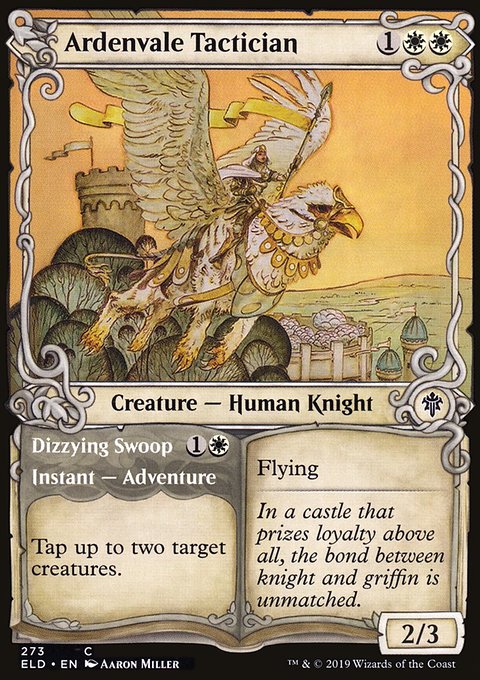 Ardenvale Tactician 1
Creature — Human Knight
Dizzying Swoop 1
Instant — Adventure
Tap up to two target
creatures.
Flying
In a castle that
prizes loyalty above
all, the bond between
knight and griffin is
unmatched.
2/3
273 C
ELD • EN Aaron Miller
™ & © 2019 Wizards of the Coast